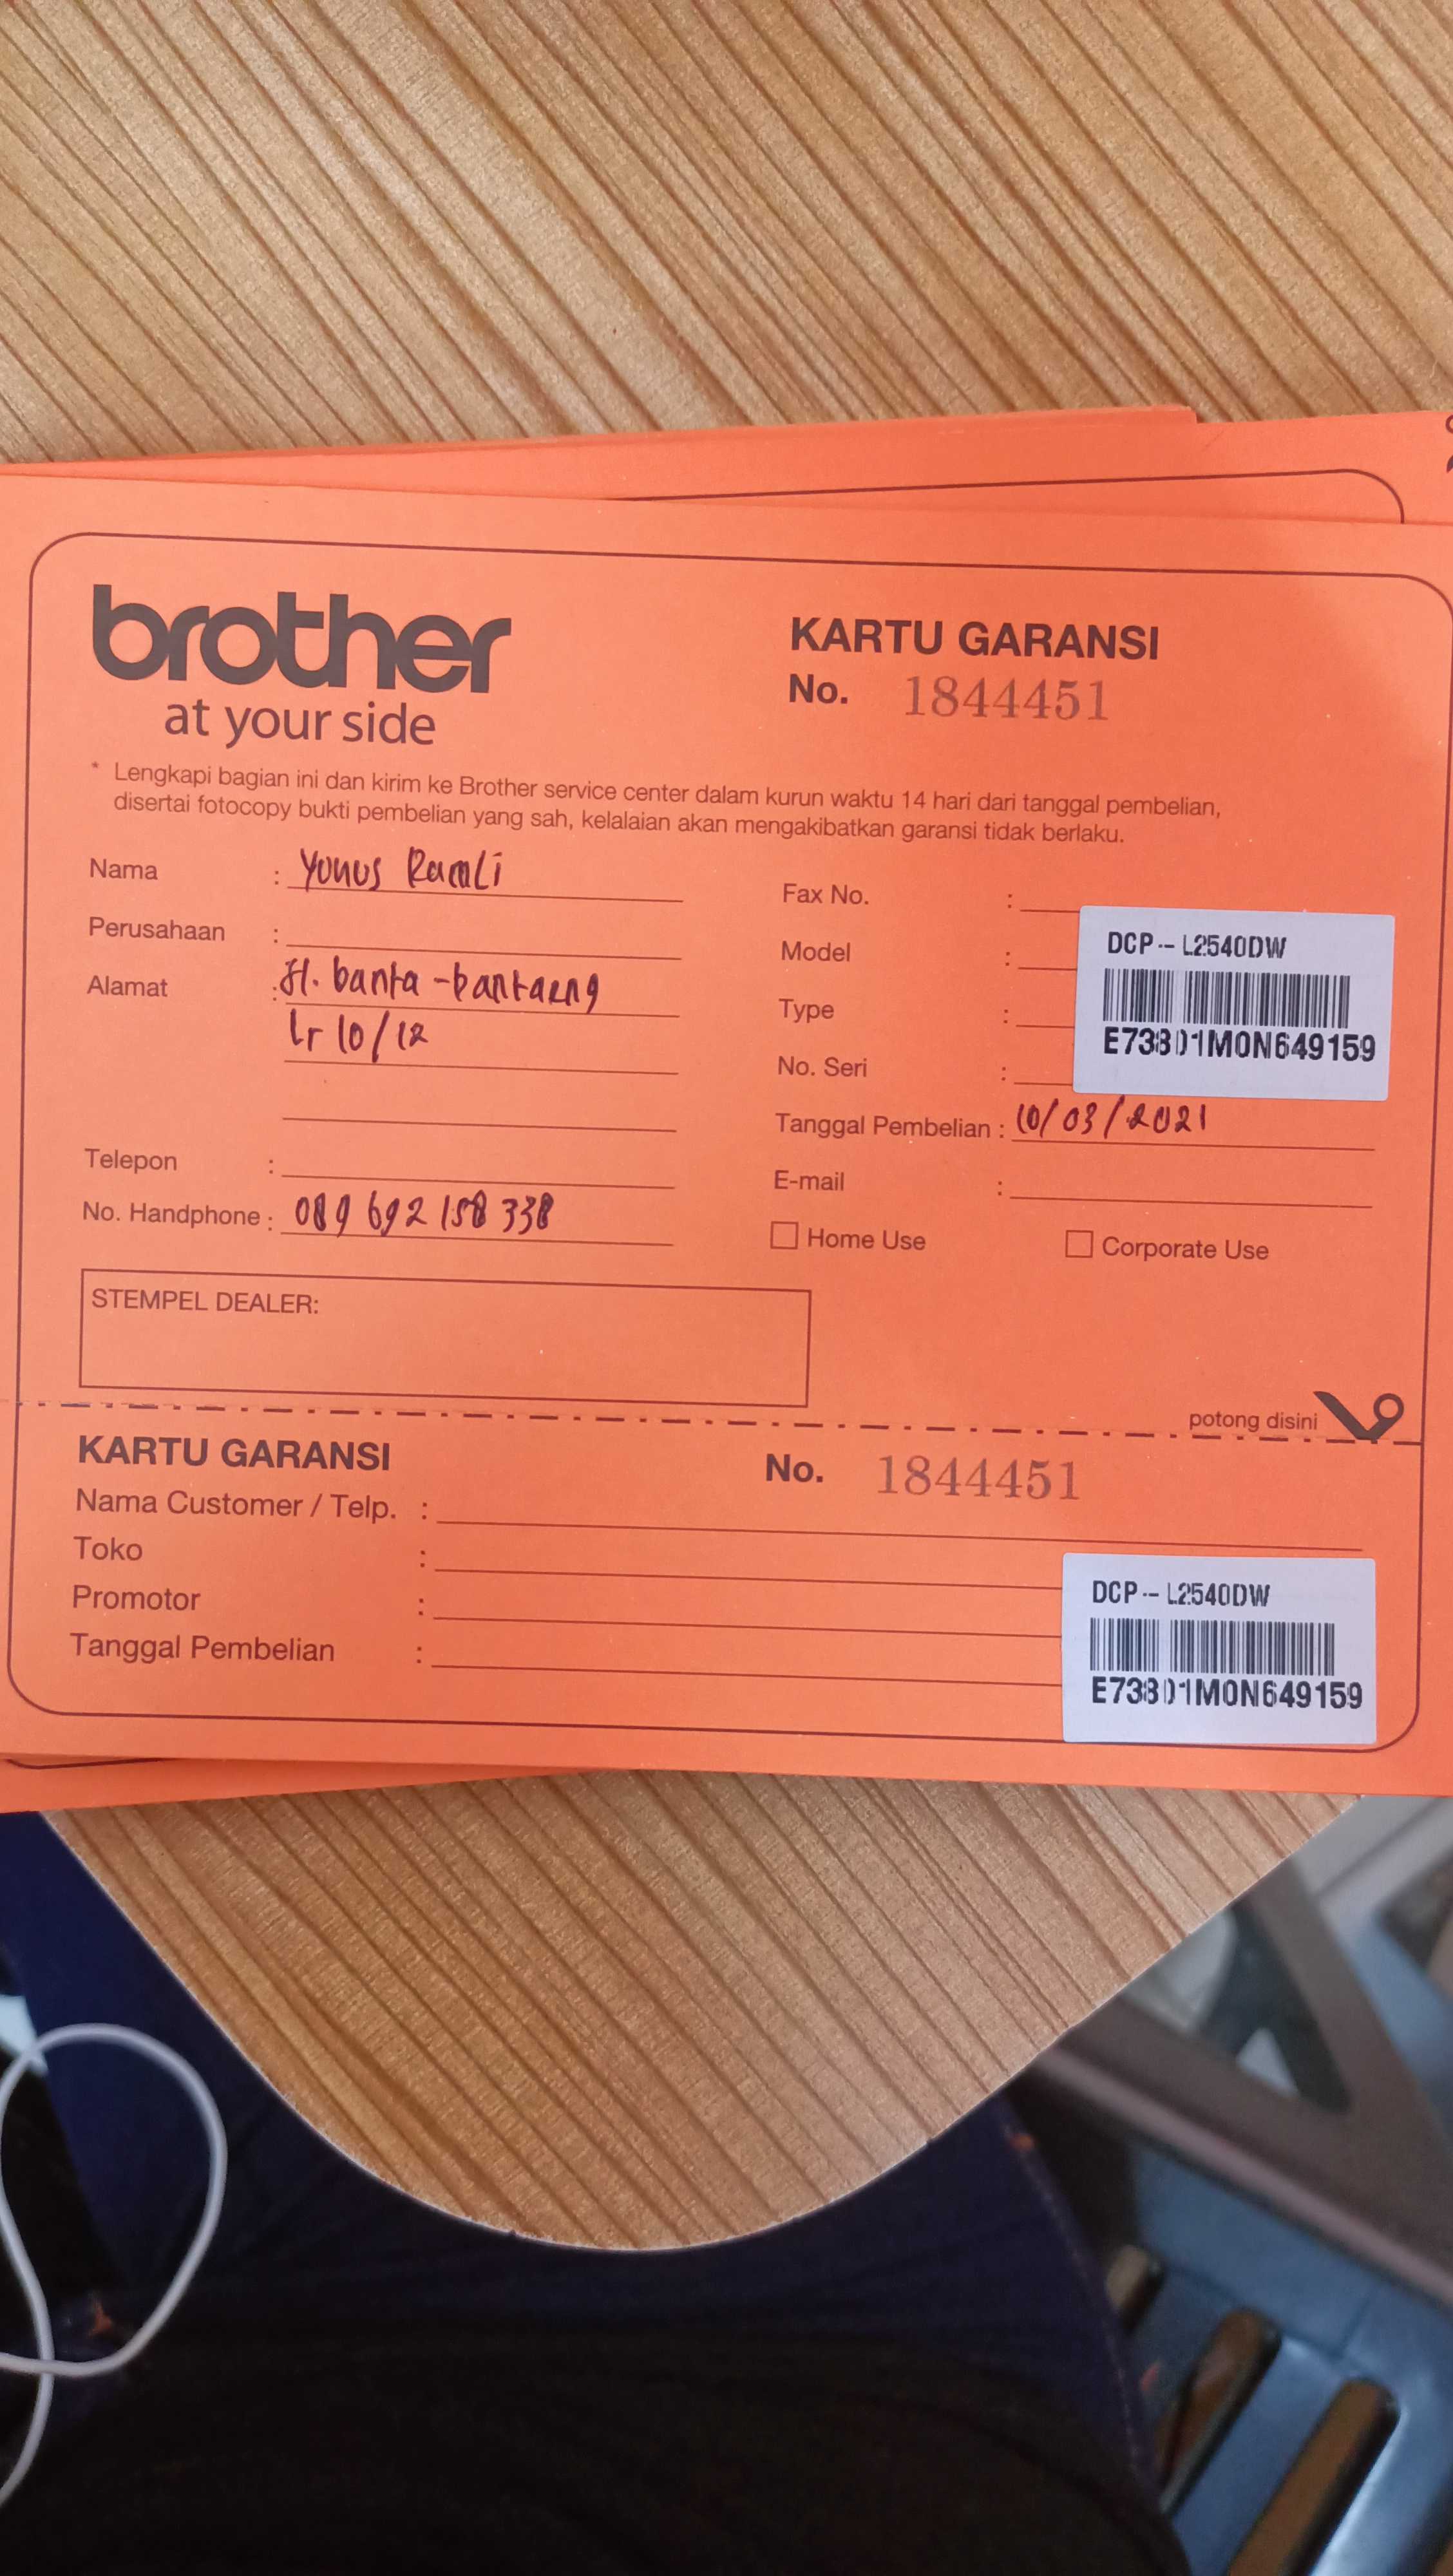 brother
at your side
KARTU GARANSI
No. 1844451
* Lengkapi bagian ini dan kirim ke Brother service center dalam kurun waktu 14 hari dari tanggal pembelian,
disertai fotocopy bukti pembelian yang sah, kelalaian akan mengakibatkan garansi tidak berlaku.
Nama : Yunus Ramli
Perusahaan :
Alamat : Jl. banta-bantaeng
Lr 10/12
Telepon :
No. Handphone : 089 692 158 338
Fax No. :
Model :
Type :
No. Seri :
DCP-L2540DW
E73801M0N649159
Tanggal Pembelian : 10/03/2021
E-mail :
Home Use
Corporate Use
STEMPEL DEALER:
potong disini
KARTU GARANSI
No. 1844451
Nama Customer / Telp. :
Toko :
Promotor :
Tanggal Pembelian :
DCP-L2540DW
E73801M0N649159